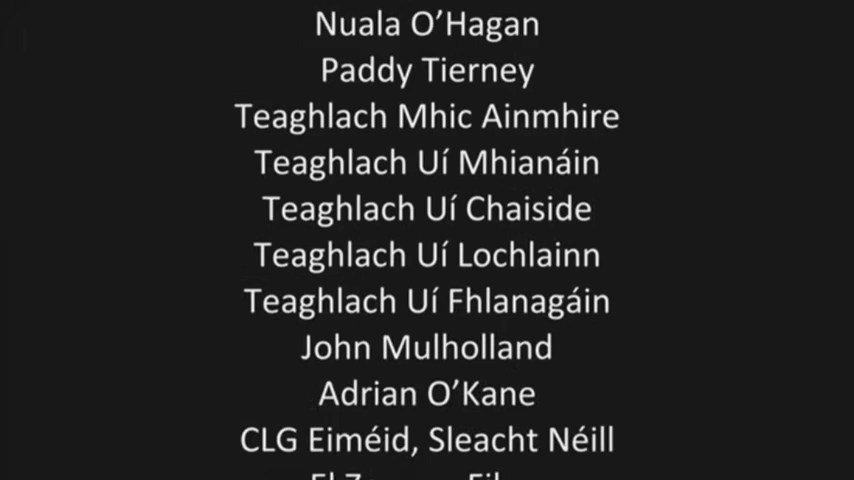 Nuala O’Hagan
Paddy Tierney
Teaghlach Mhic Ainmhire
Teaghlach Uí Mhianáin
Teaghlach Uí Chaiside
Teaghlach Uí Lochlainn
Teaghlach Uí Fhlanagáin
John Mulholland
Adrian O’Kane
CLG Eiméid, Sleacht Néill